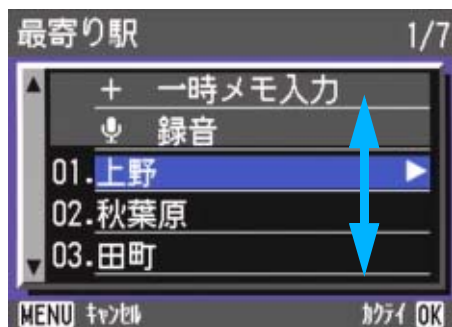 最寄り駅 1/7
+ 一時メモ入力
録音
01.上野
02.秋葉原
03.田町
MENU ｷｬﾝｾﾙ ｶｸﾃｲ OK